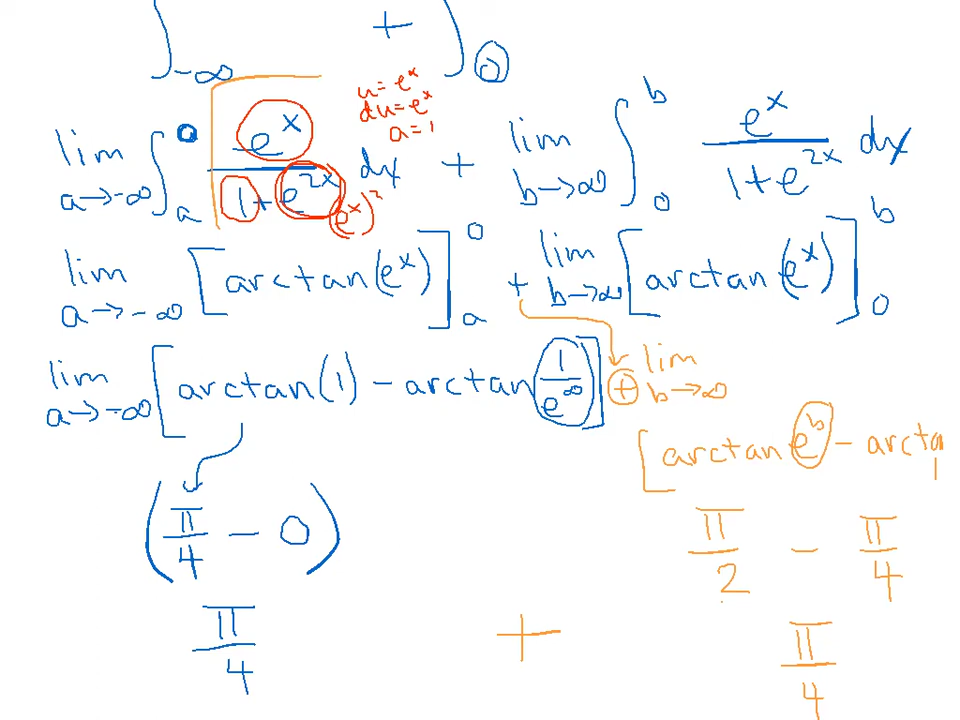 ∫_{-∞} + ∫_{0}
u = e^x
du = e^x
a = 1
lim_{a→-∞} ∫_a^0 e^x/(1+e^{2x}) dx + lim_{b→∞} ∫_0^b e^x/(1+e^{2x}) dx
e^x)^2
lim_{a→-∞} [arctan(e^x)]_a^0 + lim_{b→∞} [arctan(e^x)]_0^b
lim_{a→-∞} [arctan(1) - arctan 1/e^∞] + lim_{b→∞}
[arctan e^b - arcta
1
(π/4 - 0)
π/2 - π/4
π/4 + π/4